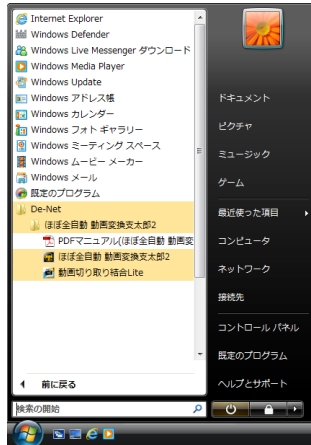 Internet Explorer
Windows Defender
Windows Live Messenger ダウンロード
Windows Media Player
Windows Update
Windows アドレス帳
Windows カレンダー
Windows フォト ギャラリー
Windows ミーティング スペース
Windows ムービー メーカー
Windows メール
既定のプログラム
De-Net
ほぼ全自動 動画変換支太郎2
PDFマニュアル(ほぼ全自動 動画変
ほぼ全自動 動画変換支太郎2
動画切り取り結合Lite
前に戻る
検索の開始
ドキュメント
ピクチャ
ミュージック
ゲーム
最近使った項目
コンピュータ
ネットワーク
接続先
コントロール パネル
既定のプログラム
ヘルプとサポート